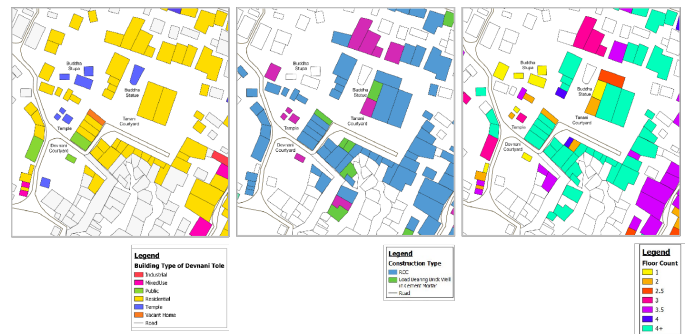 Buddha
Stupa
Buddha
Statue
Temple
Tanani
Courtyard
Devnani
Courtyard
Buddha
Stupa
Buddha
Statue
Temple
Tanani
Courtyard
Devnani
Courtyard
Buddha
Stupa
Buddha
Statue
Temple
Tanani
Courtyard
Devnani
Courtyard
Legend
Building Type of Devnani Tole
Industrial
MixedUse
Public
Residential
Temple
Vacant Home
Road
Legend
Construction Type
RCC
Load Bearing Brick Wall
in Cement Mortar
Road
Legend
Floor Count
1
2
2.5
3
3.5
4
4+